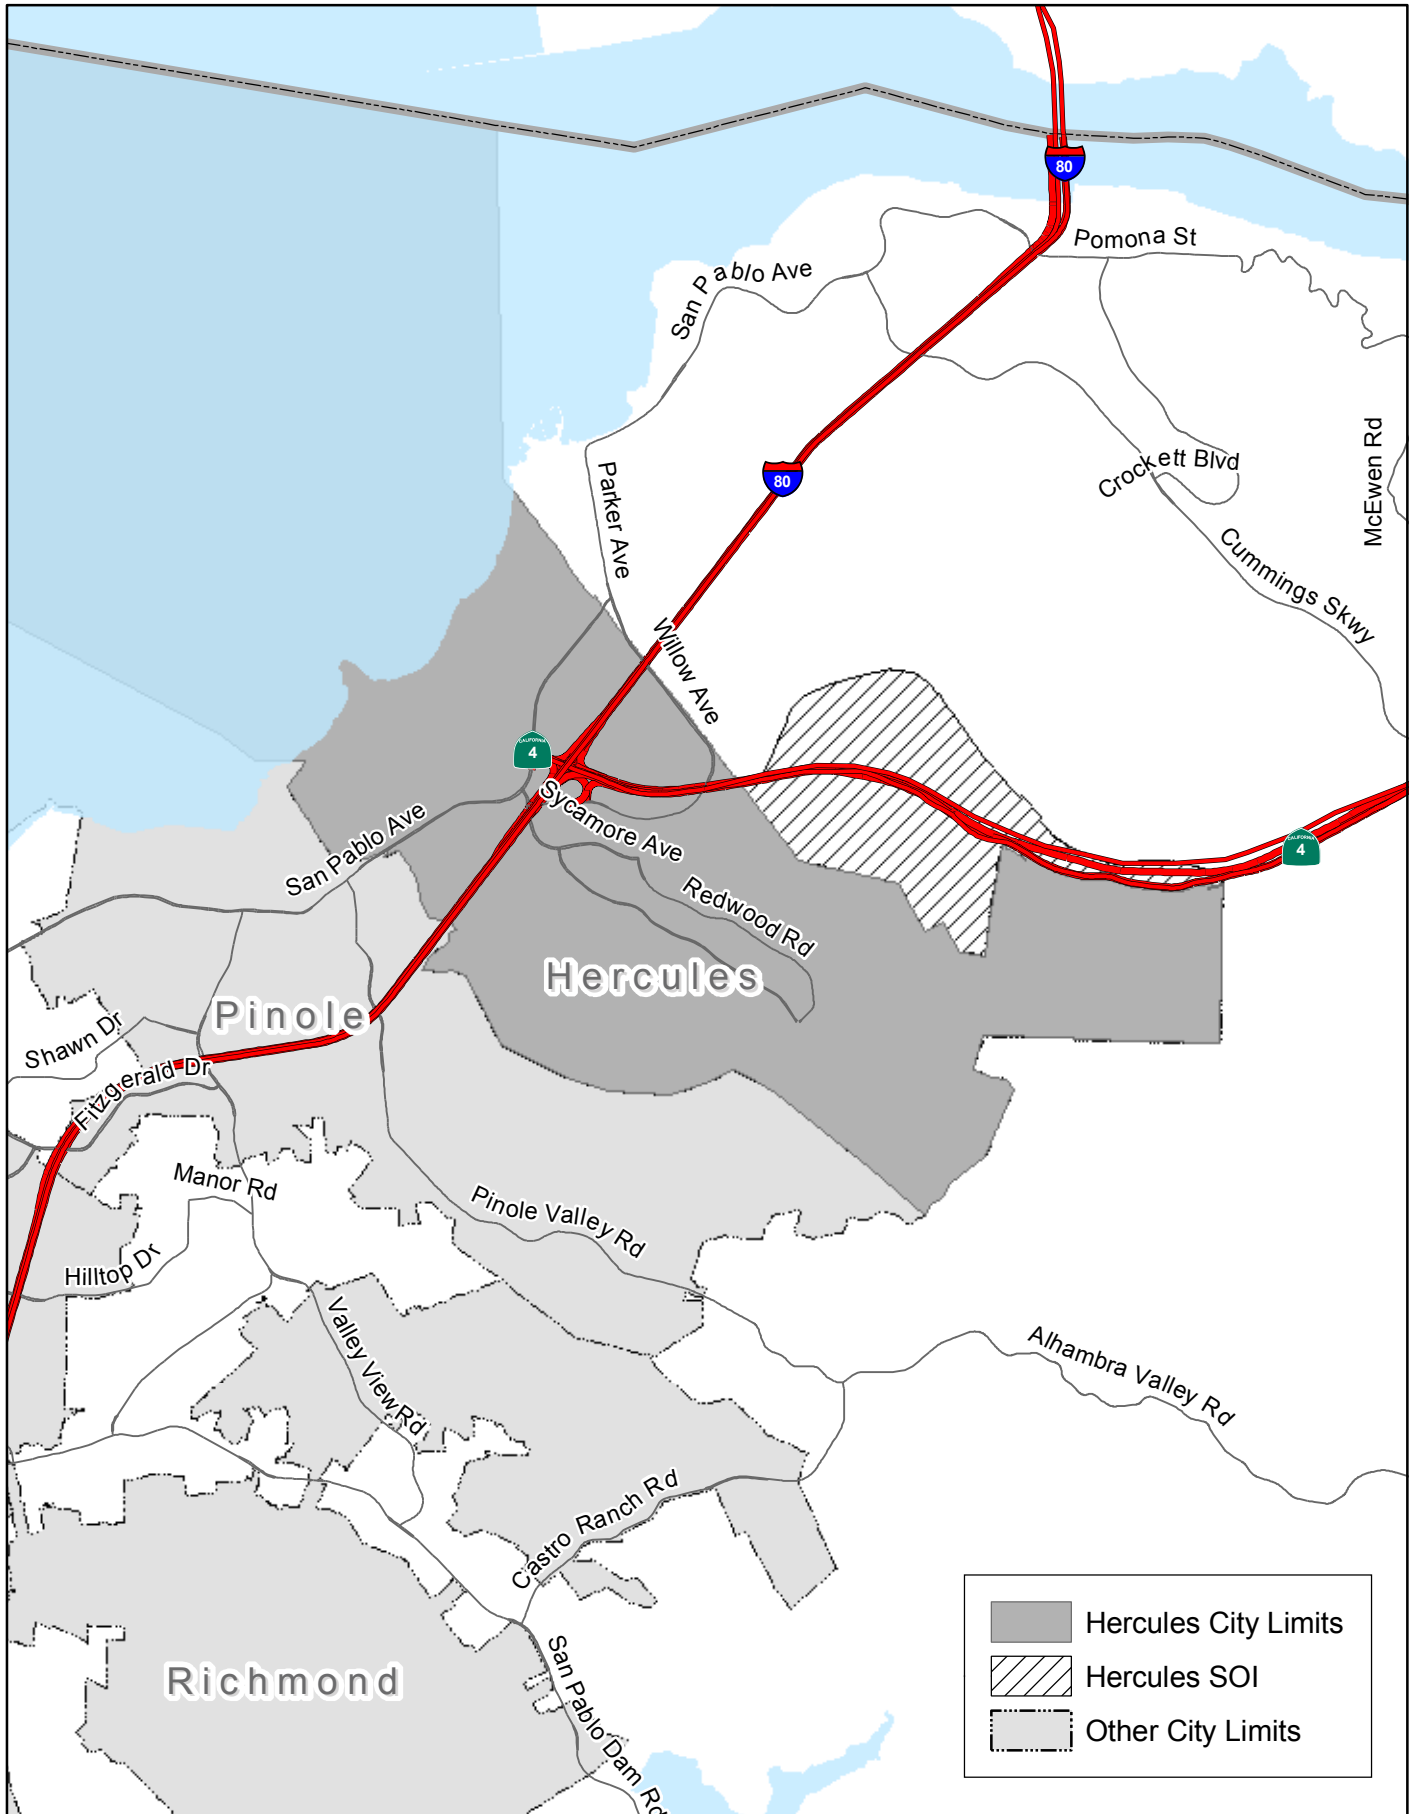 80
Pomona St
San Pablo Ave
80
Parker Ave
Crockett Blvd
McEwen Rd
Cummings Skwy
Willow Ave
CALIFORNIA
4
Sycamore Ave
San Pablo Ave
CALIFORNIA
4
Redwood Rd
Hercules
Pinole
Shawn Dr
Fitzgerald Dr
Manor Rd
Pinole Valley Rd
Hilltop Dr
Valley View Rd
Alhambra Valley Rd
Castro Ranch Rd
Richmond
San Pablo Dam Rd
Hercules City Limits
Hercules SOI
Other City Limits